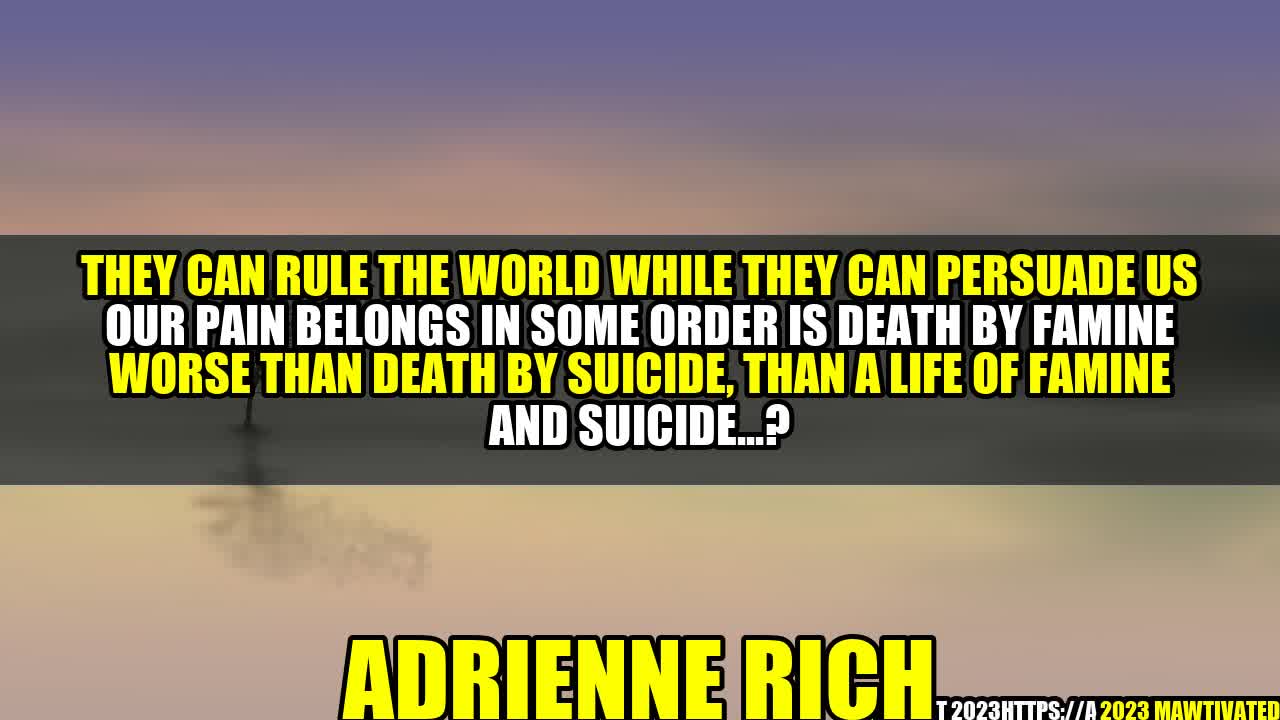 THEY CAN RULE THE WORLD WHILE THEY CAN PERSUADE US
OUR PAIN BELONGS IN SOME ORDER IS DEATH BY FAMINE
WORSE THAN DEATH BY SUICIDE, THAN A LIFE OF FAMINE
AND SUICIDE...?
ADRIENNE RICH
T 2023HTTPS://A 2023 MAWTIVATED